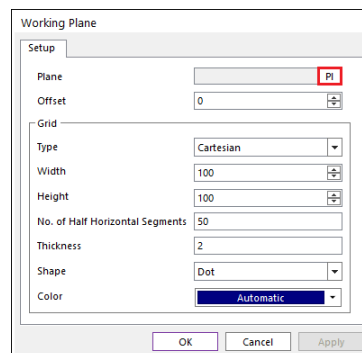 Working Plane
Setup
Plane Pl
Offset 0
Grid
Type Cartesian
Width 100
Height 100
No. of Half Horizontal Segments 50
Thickness 2
Shape Dot
Color Automatic
OK Cancel Apply